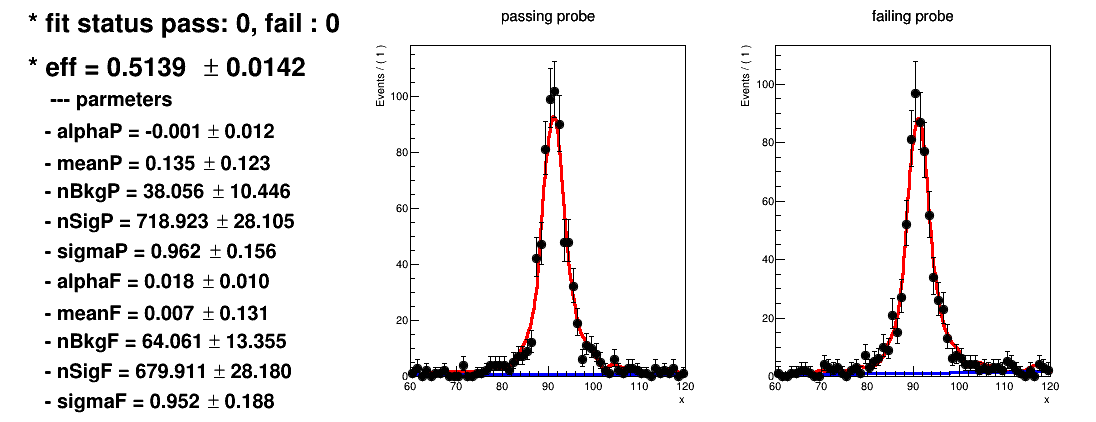 * fit status pass: 0, fail : 0
* eff = 0.5139 ± 0.0142
--- parmeters
- alphaP = -0.001 ± 0.012
- meanP = 0.135 ± 0.123
- nBkgP = 38.056 ± 10.446
- nSigP = 718.923 ± 28.105
- sigmaP = 0.962 ± 0.156
- alphaF = 0.018 ± 0.010
- meanF = 0.007 ± 0.131
- nBkgF = 64.061 ± 13.355
- nSigF = 679.911 ± 28.180
- sigmaF = 0.952 ± 0.188
passing probe
Events / ( 1 )
100
80
60
40
20
0
60 70 80 90 100 110 120
x
failing probe
Events / ( 1 )
100
80
60
40
20
0
60 70 80 90 100 110 120
x